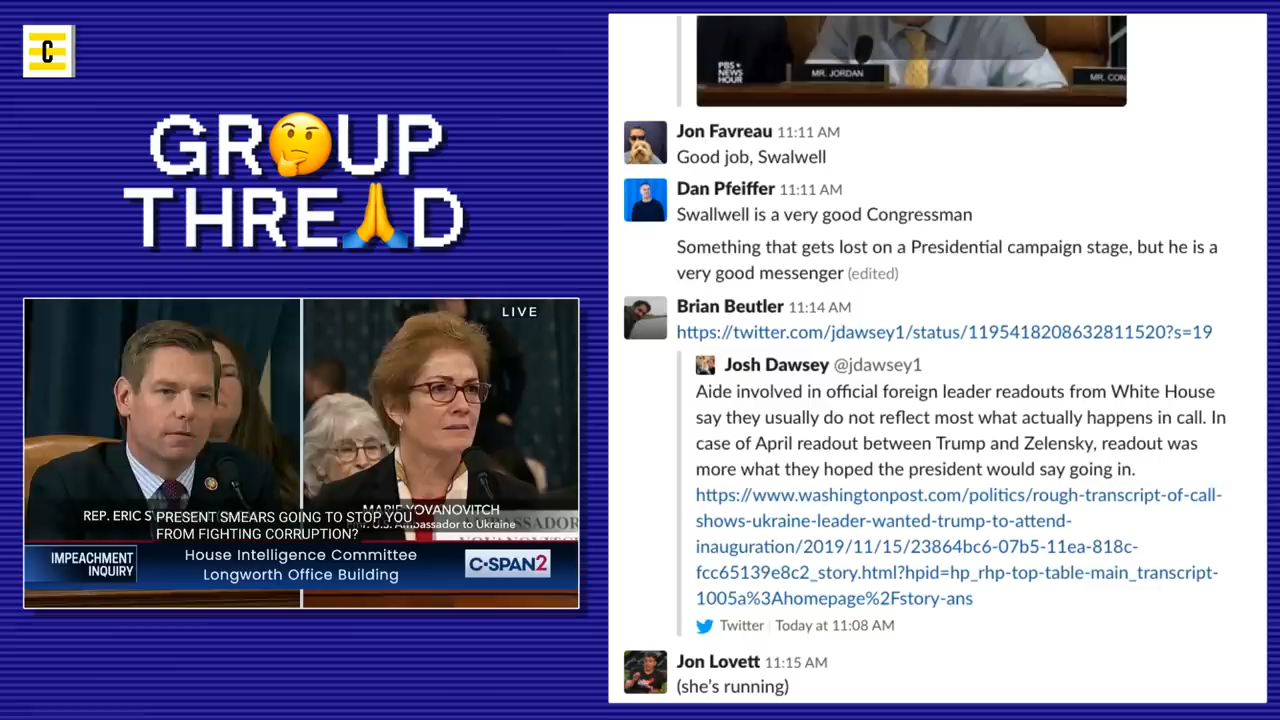 C
GR🤔UP
THRE🙏D
LIVE
REP. ERIC S
PRESENT SMEARS GOING TO STOP YOU
FROM FIGHTING CORRUPTION?
MARIE YOVANOVITCH
Ambassador to Ukraine
IMPEACHMENT
INQUIRY
House Intelligence Committee
Longworth Office Building
C-SPAN2
PBS
NEWS
HOUR
MR. JORDAN
MR. CON
Jon Favreau 11:11 AM
Good job, Swalwell
Dan Pfeiffer 11:11 AM
Swallwell is a very good Congressman
Something that gets lost on a Presidential campaign stage, but he is a
very good messenger (edited)
Brian Beutler 11:14 AM
https://twitter.com/jdawsey1/status/1195418208632811520?s=19
Josh Dawsey @jdawsey1
Aide involved in official foreign leader readouts from White House
say they usually do not reflect most what actually happens in call. In
case of April readout between Trump and Zelensky, readout was
more what they hoped the president would say going in.
https://www.washingtonpost.com/politics/rough-transcript-of-call-
shows-ukraine-leader-wanted-trump-to-attend-
inauguration/2019/11/15/23864bc6-07b5-11ea-818c-
fcc65139e8c2_story.html?hpid=hp_rhp-top-table-main_transcript-
1005a%3Ahomepage%2Fstory-ans
Twitter Today at 11:08 AM
Jon Lovett 11:15 AM
(she's running)